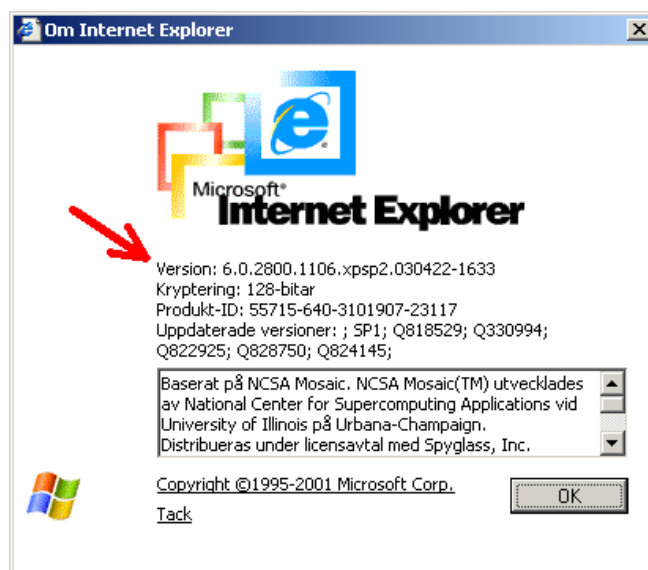 Om Internet Explorer
Microsoft®
Internet Explorer
Version: 6.0.2800.1106.xpsp2.030422-1633
Kryptering: 128-bitar
Produkt-ID: 55715-640-3101907-23117
Uppdaterade versioner: ; SP1; Q818529; Q330994;
Q822925; Q828750; Q824145;
Baserat på NCSA Mosaic. NCSA Mosaic(TM) utvecklades
av National Center for Supercomputing Applications vid
University of Illinois på Urbana-Champaign.
Distribueras under licensavtal med Spyglass, Inc.
Copyright ©1995-2001 Microsoft Corp.
OK
Tack